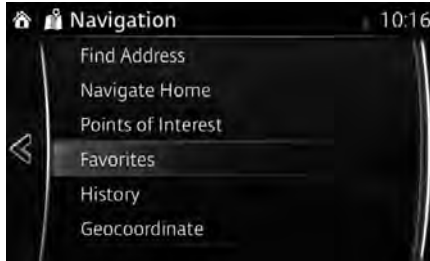 Navigation 10:16
Find Address
Navigate Home
Points of Interest
Favorites
History
Geocoordinate